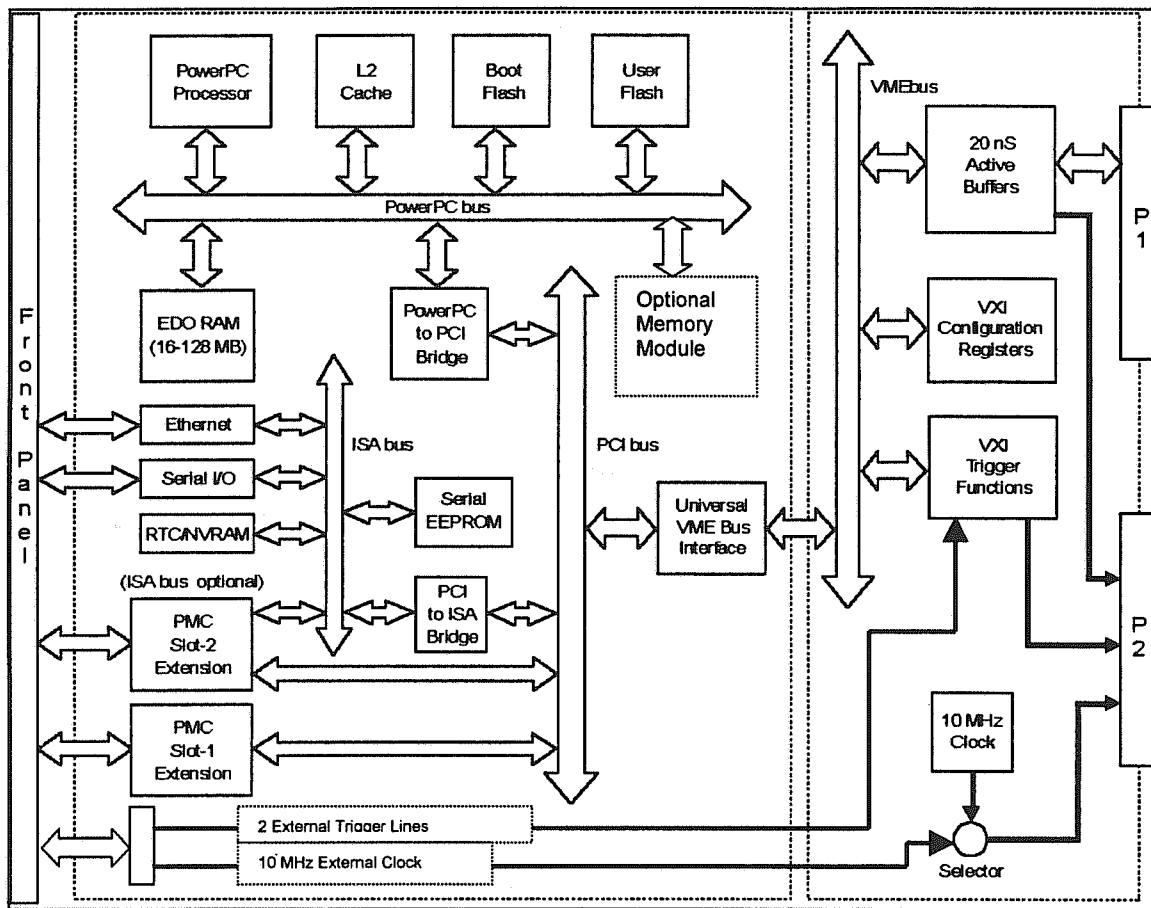 PowerPC
Processor
L2
Cache
Boot
Flash
User
Flash
VMEbus
20 nS
Active
Buffers
P
1
PowerPC bus
Front Panel
EDO RAM
(16-128 MB)
PowerPC
to PCI
Bridge
Optional
Memory
Module
VXI
Configuration
Registers
Ethernet
ISA bus
PCI bus
VXI
Trigger
Functions
Serial I/O
Serial
EEPROM
Universal
VME Bus
Interface
RTC/NVRAM
(ISA bus optional)
PMC
Slot-2
Extension
PCI
to ISA
Bridge
P
2
PMC
Slot-1
Extension
10 MHz
Clock
2 External Trigger Lines
10 MHz External Clock
Selector